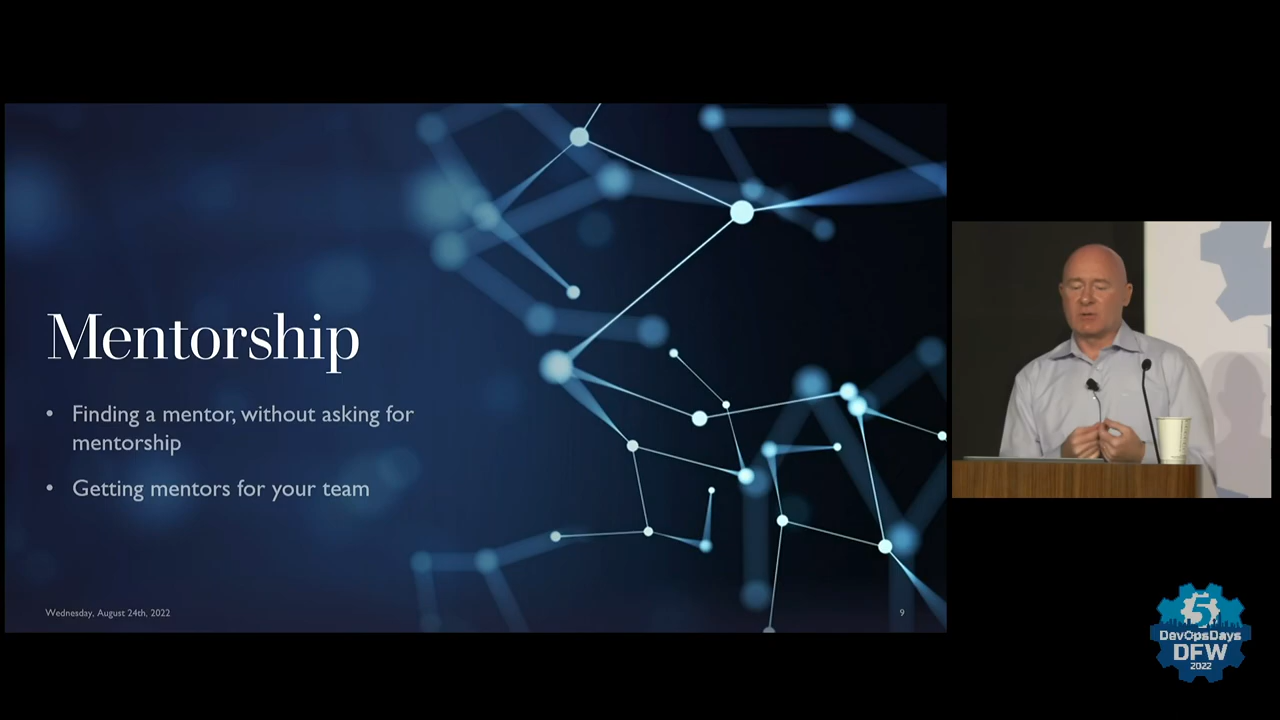 Mentorship
• Finding a mentor, without asking for
mentorship
• Getting mentors for your team
Wednesday, August 24th, 2022
9
5
DevOpsDays
DFW
2022